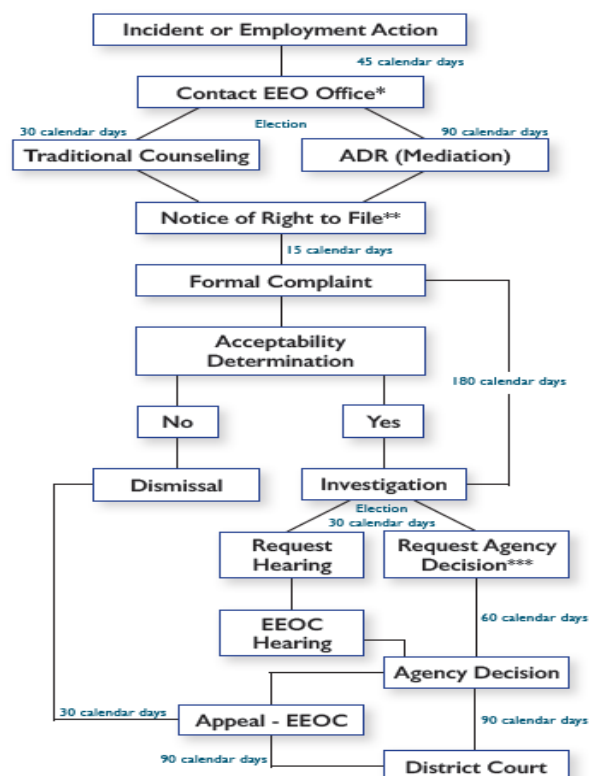 Incident or Employment Action
45 calendar days
Contact EEO Office*
30 calendar days
Election
90 calendar days
Traditional Counseling
ADR (Mediation)
Notice of Right to File**
15 calendar days
Formal Complaint
Acceptability
Determination
180 calendar days
No
Yes
Dismissal
Investigation
Election
30 calendar days
Request
Hearing
Request Agency
Decision***
EEOC
Hearing
60 calendar days
Agency Decision
30 calendar days
Appeal - EEOC
90 calendar days
90 calendar days
District Court